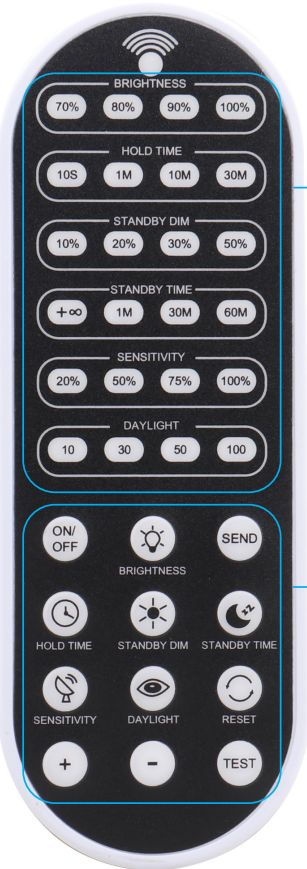 BRIGHTNESS
70% 80% 90% 100%
HOLD TIME
10S 1M 10M 30M
STANDBY DIM
10% 20% 30% 50%
STANDBY TIME
+∞ 1M 30M 60M
SENSITIVITY
20% 50% 75% 100%
DAYLIGHT
10 30 50 100
ON/
OFF
SEND
BRIGHTNESS
HOLD TIME STANDBY DIM STANDBY TIME
SENSITIVITY DAYLIGHT RESET
+ - TEST